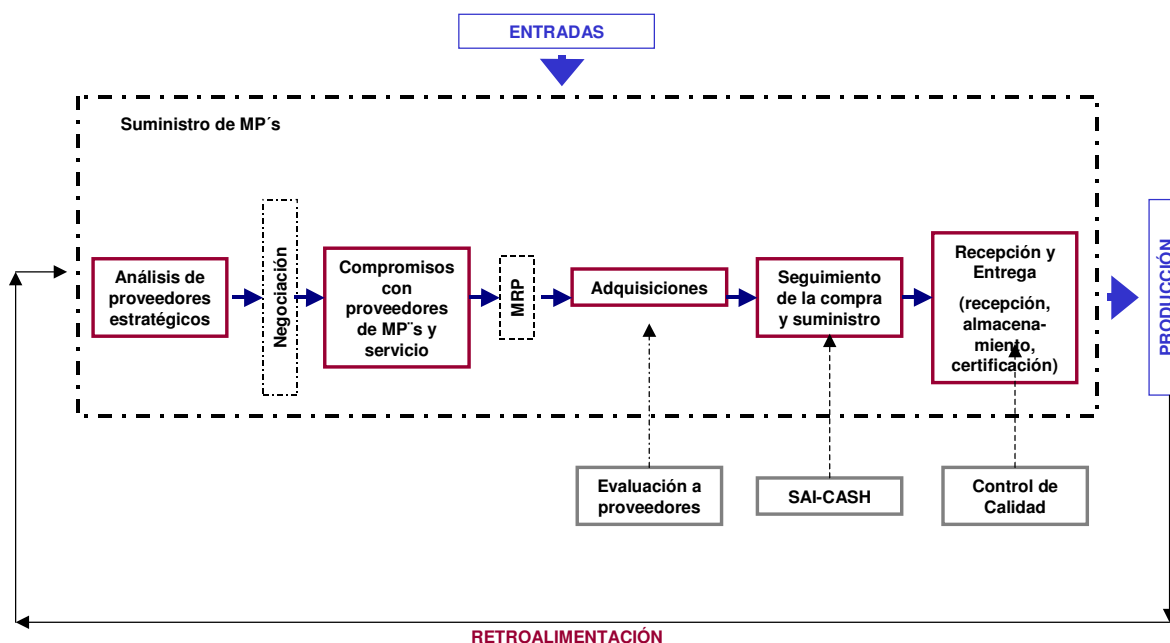 ENTRADAS
Suministro de MP´s
Análisis de
proveedores
estratégicos
Negociación
Compromisos
con
proveedores
de MP¨s y
servicio
MRP
Adquisiciones
Seguimiento
de la compra
y suministro
Recepción y
Entrega
(recepción,
almacena-
miento,
certificación)
PRODUCCIÓN
Evaluación a
proveedores
SAI-CASH
Control de
Calidad
RETROALIMENTACIÓN